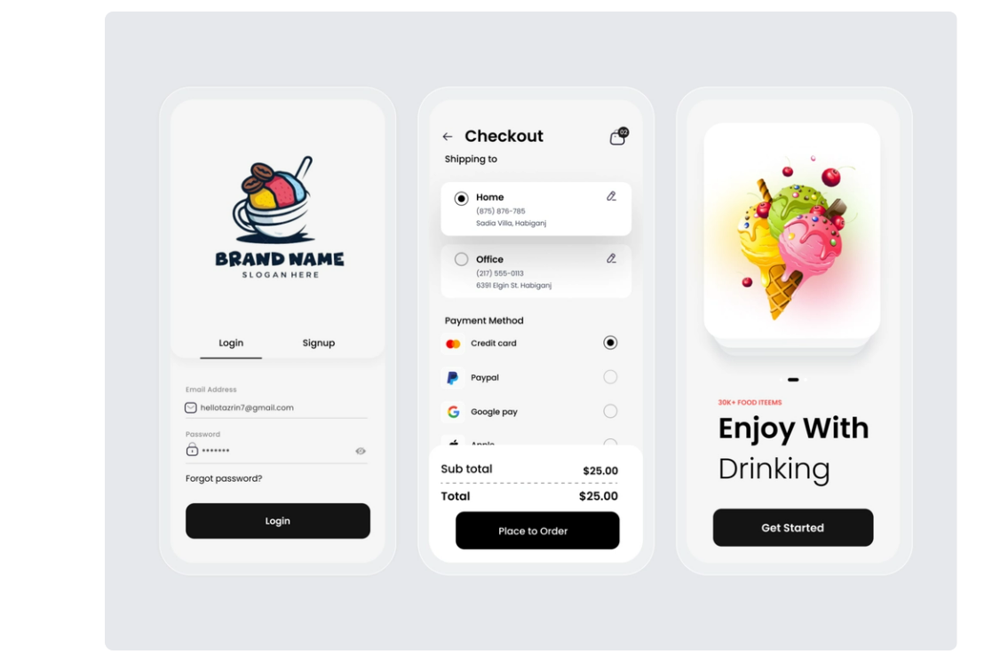 BRAND NAME
SLOGAN HERE
Login
Signup
Email Address
hellotazrin7@gmail.com
Password
•••••••
Forgot password?
Login
Checkout
02
Shipping to
Home
(875) 876-785
Sadia Villa, Habiganj
Office
(217) 555-0113
6391 Elgin St. Habiganj
Payment Method
Credit card
Paypal
Google pay
Apple
Sub total
$25.00
Total
$25.00
Place to Order
30K+ FOOD ITEEMS
Enjoy With
Drinking
Get Started